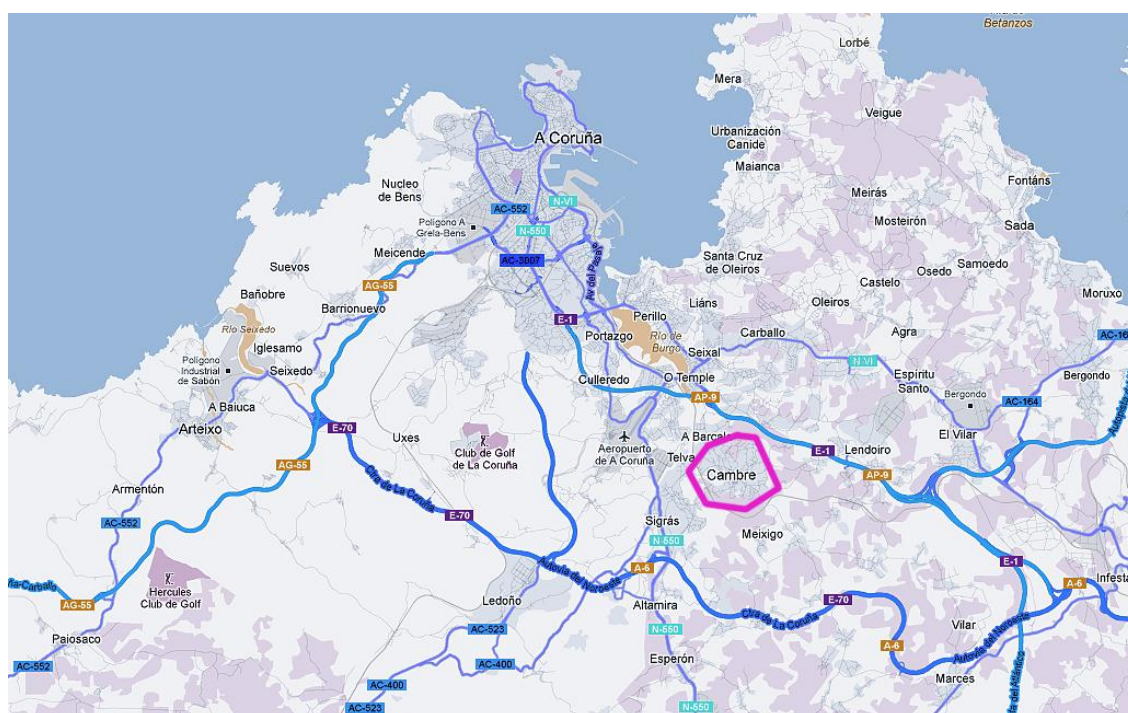 Betanzos
Lorbé
Mera
Veigue
A Coruña
Urbanización
Canide
Maianca
Nucleo
de Bens
N-VI
AC-552
Fontáns
Meirás
Polígono A
Grela-Bens
N-550
Mosteirón
Sada
Meicende
AC-3007
Av del Pasaje
Santa Cruz
de Oleiros
Osedo
Samoedo
Suevos
AG-55
Castelo
Bañobre
Barrionuevo
Liáns
Oleiros
Moruxo
Río Seixedo
E-1
Perillo
Portazgo
Río de
Burgo
Carballo
Agra
Iglesamo
Seixal
N-VI
Polígono
Industrial
de Sabón
Seixedo
Culleredo
O Temple
Espíritu
Santo
Bergondo
Bergondo
AP-9
AC-164
A Baiuca
Arteixo
E-70
Uxes
Club de Golf
de La Coruña
Aeropuerto
de A Coruña
El Vilar
E-1
Lendoiro
AG-55
Telva
Cambre
AP-9
Armentón
Ctra de La Coruña
E-70
AC-552
Sigrás
N-550
Meixigo
Autovía del Noroeste
A-6
E-1
Hercules
Club de Golf
AG-55
Ledoño
Altamira
E-70
A-6
Ctra de La Coruña
Paiosaco
AC-523
N-550
Vilar
A-6
Autovía del Noroeste
AC-552
AC-400
Esperón
Marces
AC-400
AC-523
N-550